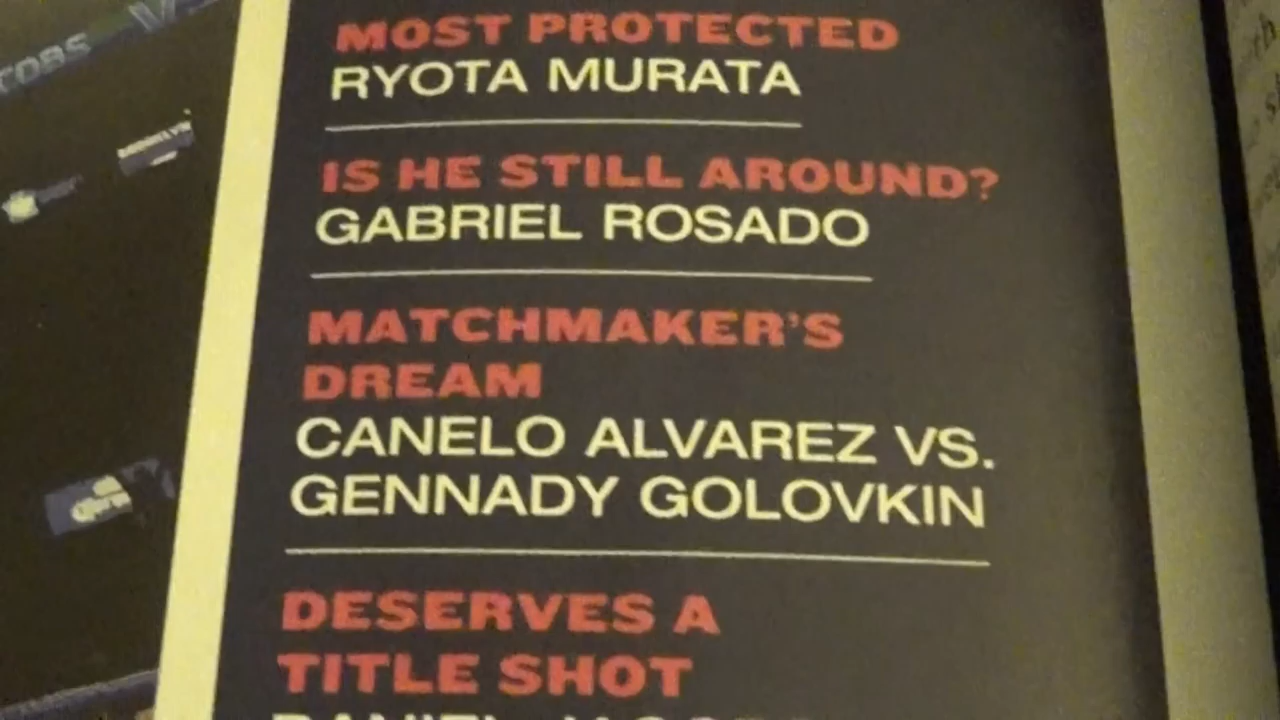 COBS
MOST PROTECTED
RYOTA MURATA
IS HE STILL AROUND?
GABRIEL ROSADO
MATCHMAKER'S
DREAM
CANELO ALVAREZ VS.
GENNADY GOLOVKIN
DESERVES A
TITLE SHOT